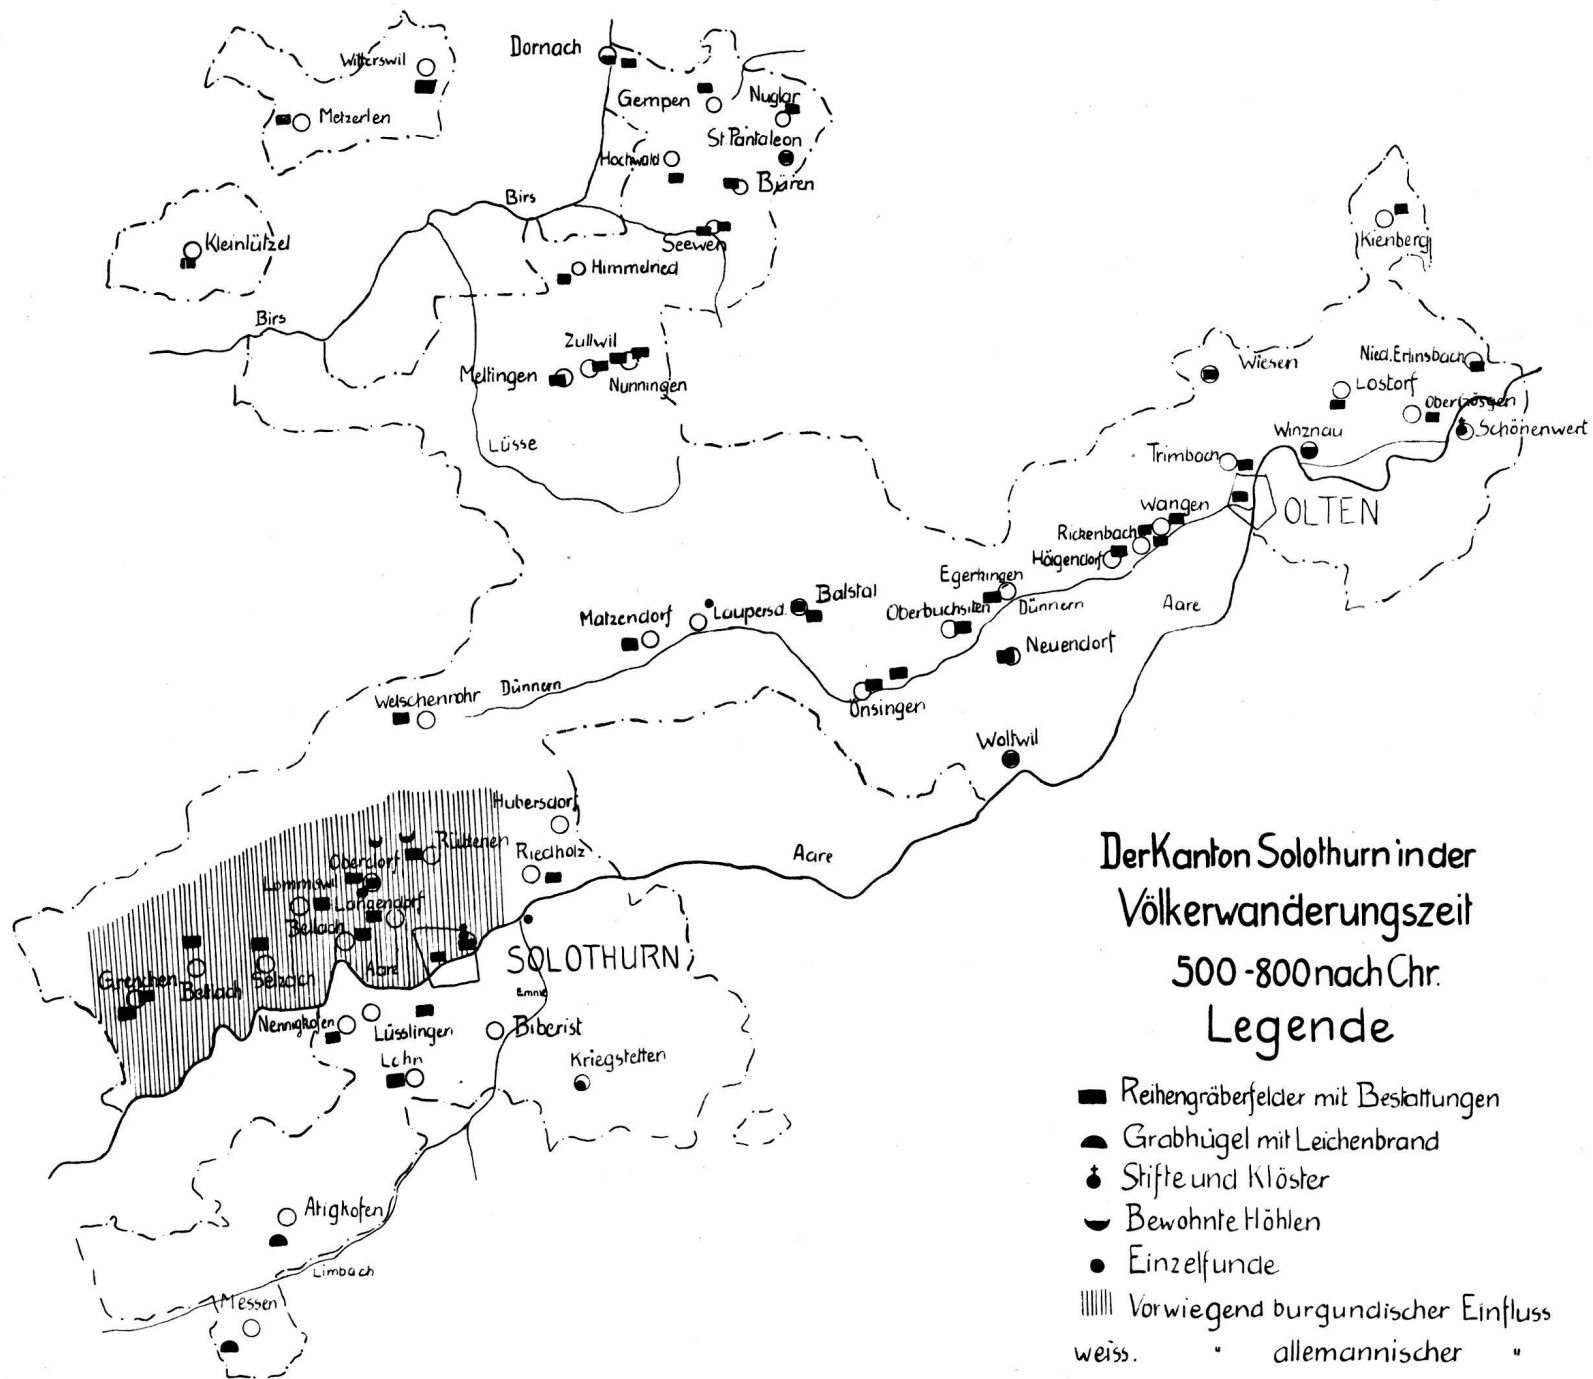 Witterswil
Dornach
Metzerlen
Gempen
Nuglar
St. Pantaleon
Hochwald
Büren
Birs
Kleinlützel
Seewen
Himmelried
Kienberg
Birs
Zullwil
Meltingen
Nunningen
Wiesen
Nied. Erlinsbach
Lostorf
Obergösgen
Schönenwert
Lüsse
Winznau
Trimbach
OLTEN
Wangen
Rickenbach
Hägendorf
Egerkingen
Oberbuchsiten
Dünnern
Aare
Balstal
Matzendorf
Laupersd.
Neuendorf
Welschenrohr
Dünnern
Önsingen
Wolfwil
Hubersdorf
Rüttenen
Oberdorf
Riedholz
Aare
Lommiswil
Langendorf
Bellach
SOLOTHURN
Grenchen
Bettlach
Selzach
Aare
Emme
Nennigkofen
Lüsslingen
Biberist
Lohn
Kriegstetten
Atigkofen
Limbach
Messen
Der Kanton Solothurn in der
Völkerwanderungszeit
500-800 nach Chr.
Legende
Reihengräberfelder mit Bestattungen
Grabhügel mit Leichenbrand
Stifte und Klöster
Bewohnte Höhlen
Einzelfunde
Vorwiegend burgundischer Einfluss
weiss. " allemannischer "